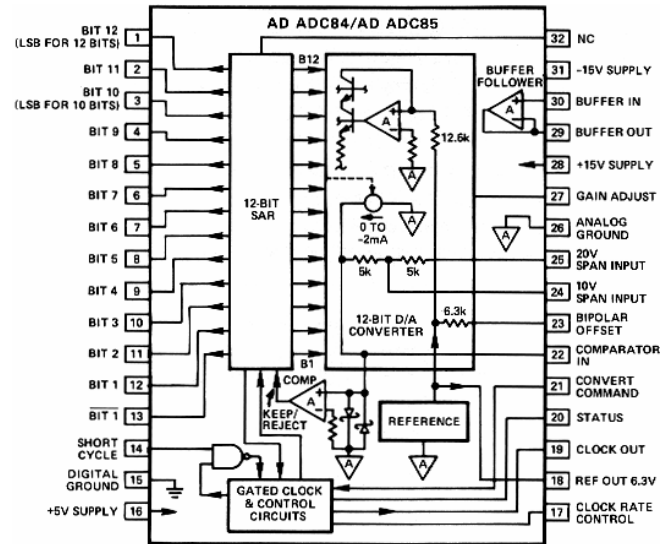 AD ADC84/AD ADC85
BIT 12
(LSB FOR 12 BITS)
1
BIT 11
2
BIT 10
(LSB FOR 10 BITS)
3
BIT 9
4
BIT 8
5
BIT 7
6
BIT 6
7
BIT 5
8
BIT 4
9
BIT 3
10
BIT 2
11
BIT 1
12
BIT 1
13
SHORT
CYCLE
14
DIGITAL
GROUND
15
+5V SUPPLY
16
12-BIT
SAR
B12
B1
A
12.6k
A
A
0 TO
-2mA
A
5k
5k
6.3k
12-BIT D/A
CONVERTER
COMP
KEEP/
REJECT
A
A
REFERENCE
A
GATED CLOCK
& CONTROL
CIRCUITS
BUFFER
FOLLOWER
A
A
32
NC
31
-15V SUPPLY
30
BUFFER IN
29
BUFFER OUT
28
+15V SUPPLY
27
GAIN ADJUST
26
ANALOG
GROUND
25
20V
SPAN INPUT
24
10V
SPAN INPUT
23
BIPOLAR
OFFSET
22
COMPARATOR
IN
21
CONVERT
COMMAND
20
STATUS
19
CLOCK OUT
18
REF OUT 6.3V
17
CLOCK RATE
CONTROL